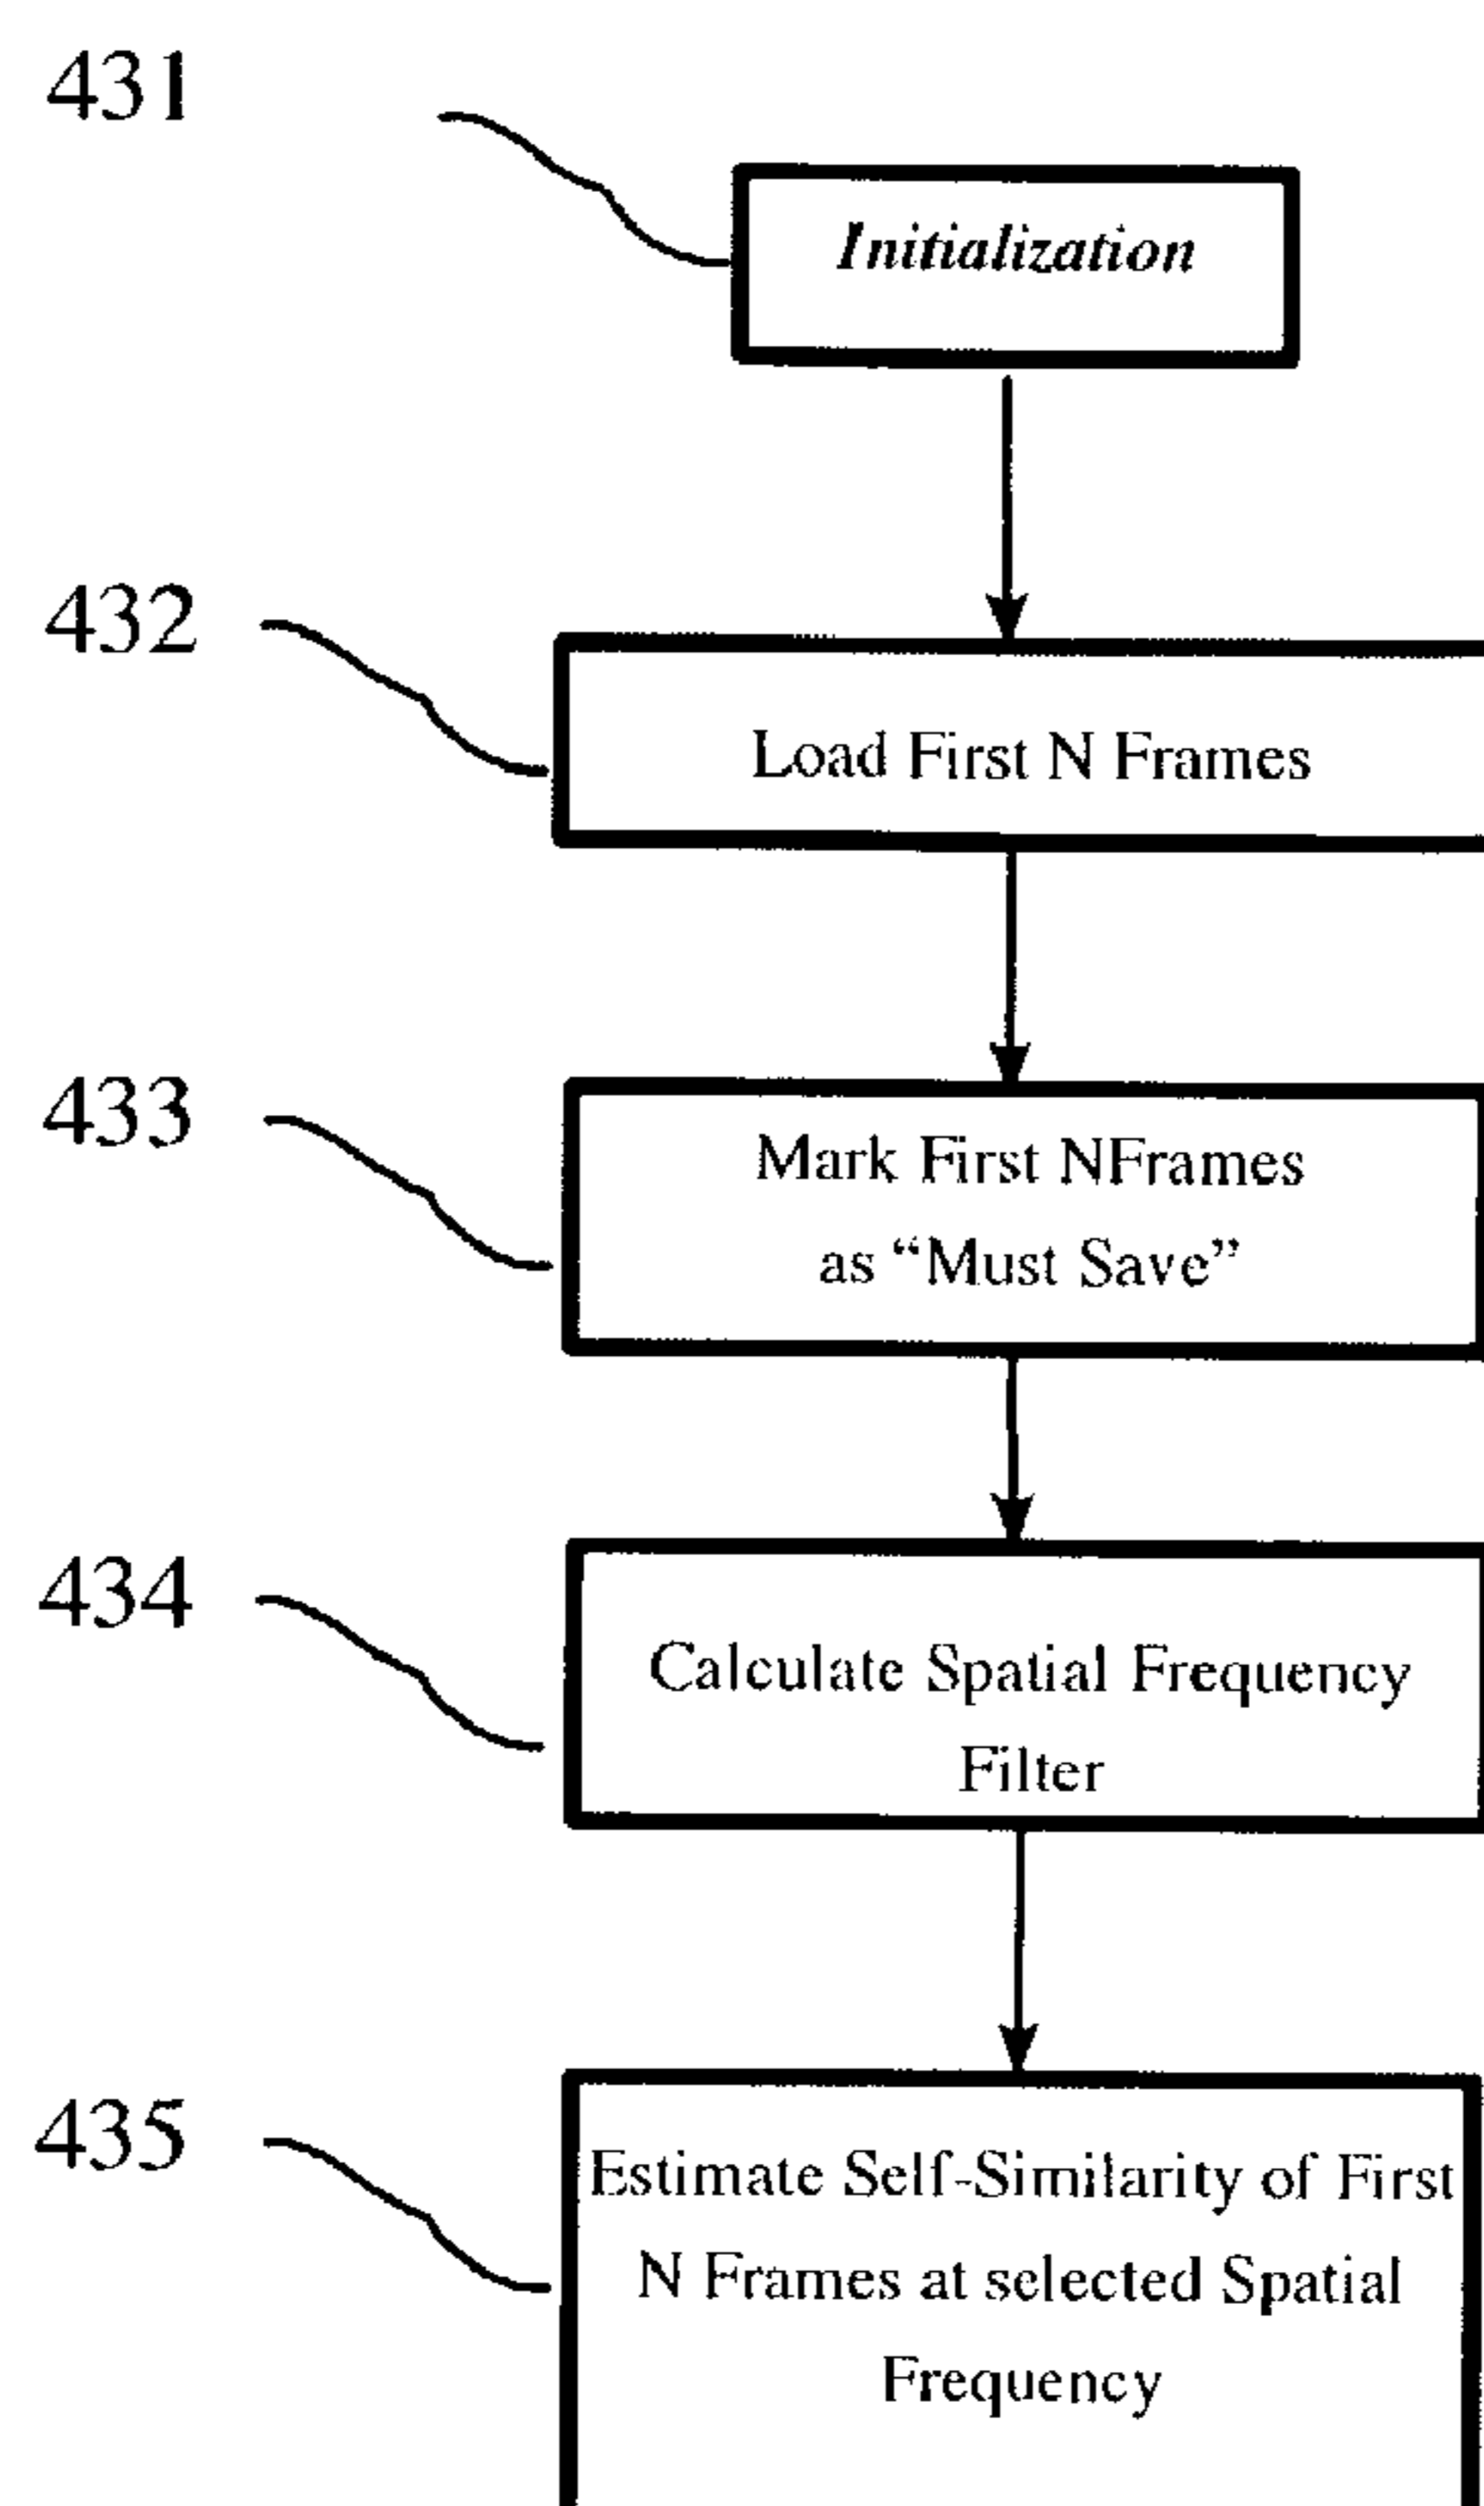 431
Initialization
432
Load First N Frames
433
Mark First NFrames
as “Must Save”
434
Calculate Spatial Frequency
Filter
435
Estimate Self-Similarity of First
N Frames at selected Spatial
Frequency